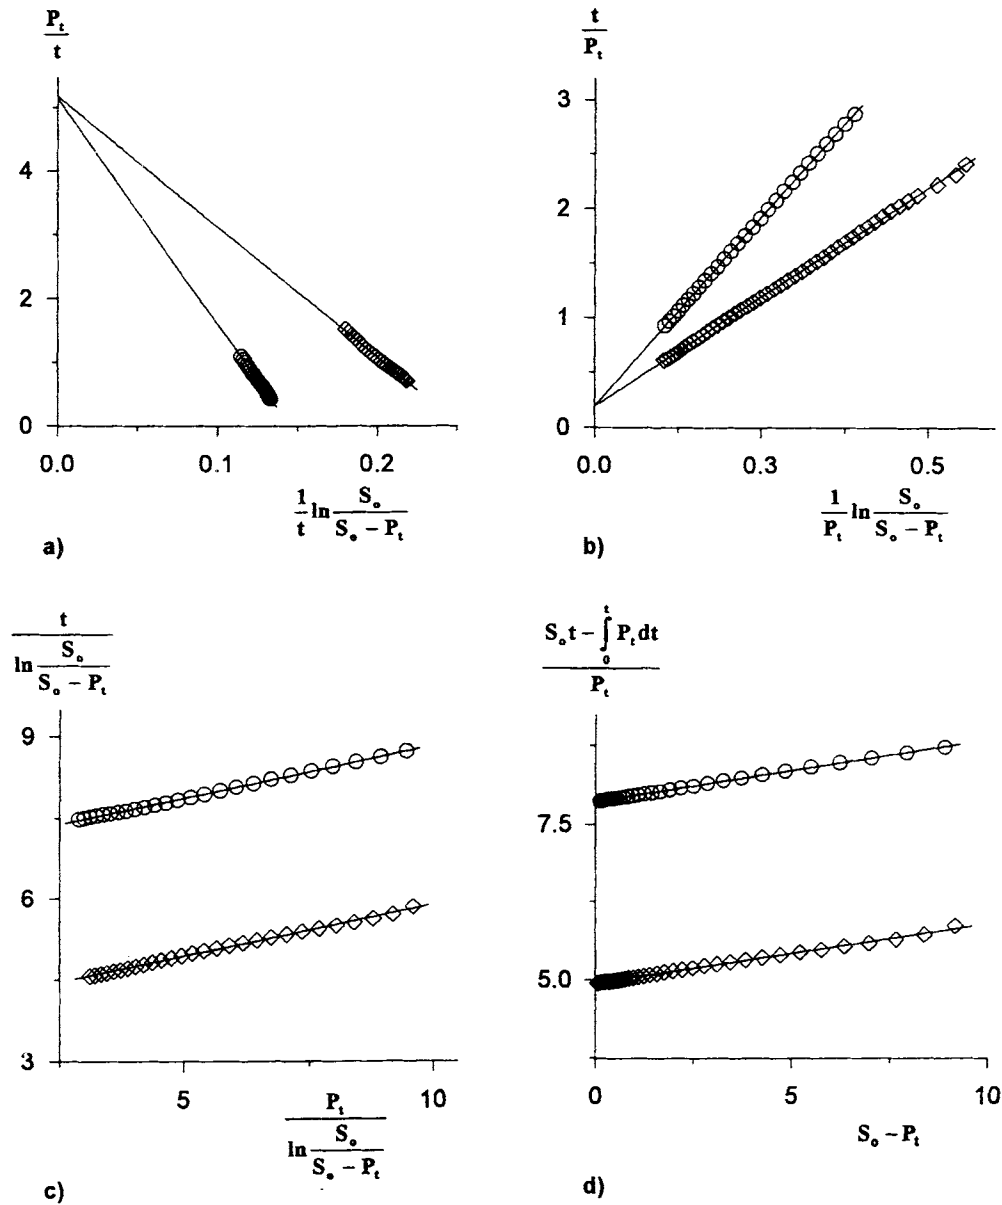 P_t / t
4
2
0
0.0 0.1 0.2
1/t ln S_o / (S_o − P_t)
a)
t / P_t
3
2
1
0
0.0 0.3 0.5
1/P_t ln S_o / (S_o − P_t)
b)
t / (ln S_o / (S_o − P_t))
9
6
3
5 10
P_t / (ln S_o / (S_o − P_t))
c)
(S_o t − ∫_0^t P_t dt) / P_t
7.5
5.0
0 5 10
S_o − P_t
d)